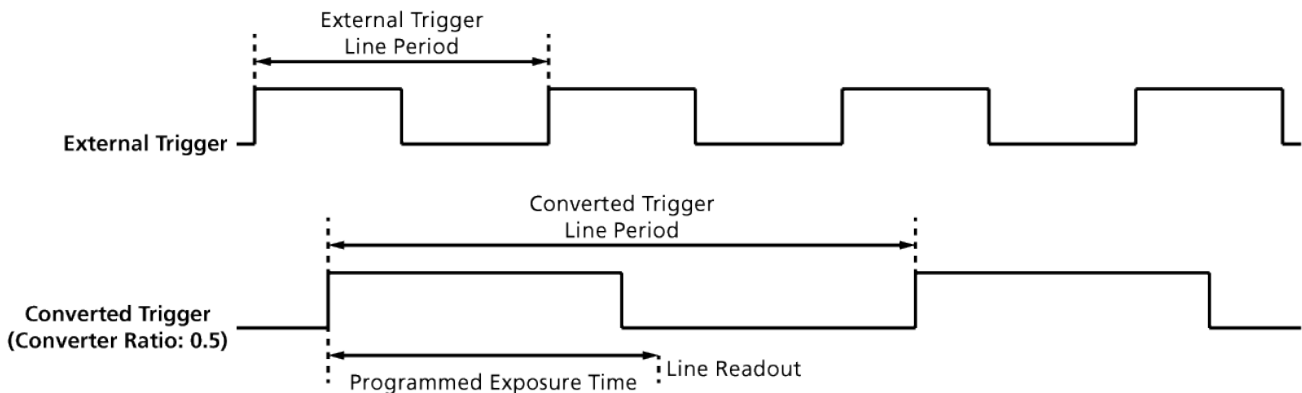 External Trigger
Line Period
External Trigger
Converted Trigger
Line Period
Converted Trigger
(Converter Ratio: 0.5)
Line Readout
Programmed Exposure Time